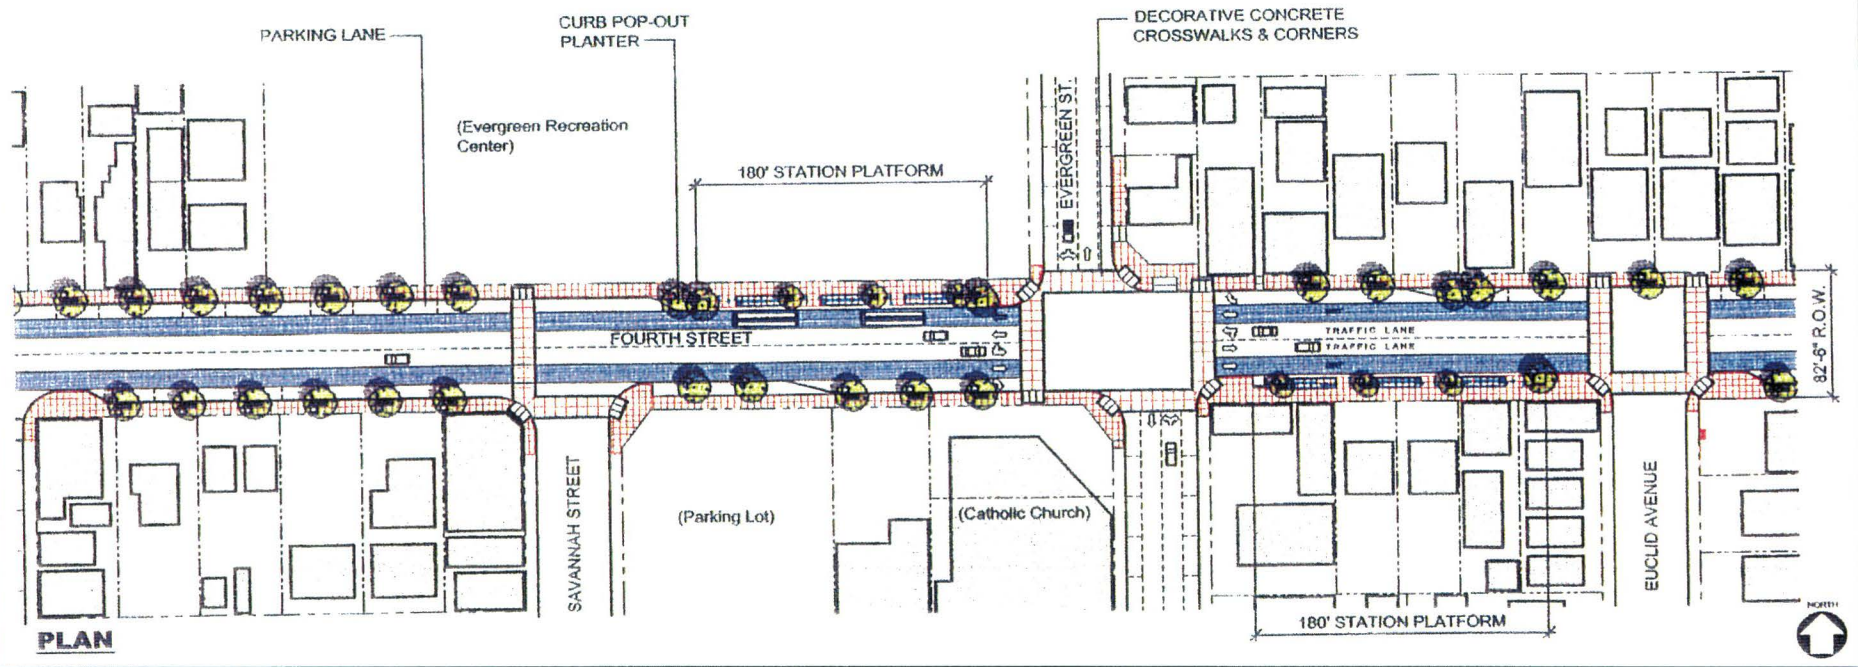 PARKING LANE
CURB POP-OUT
PLANTER
DECORATIVE CONCRETE
CROSSWALKS & CORNERS
(Evergreen Recreation
Center)
180' STATION PLATFORM
EVERGREEN ST.
FOURTH STREET
TRAFFIC LANE
TRAFFIC LANE
82'-6" R.O.W.
SAVANNAH STREET
(Parking Lot)
(Catholic Church)
EUCLID AVENUE
180' STATION PLATFORM
PLAN
NORTH